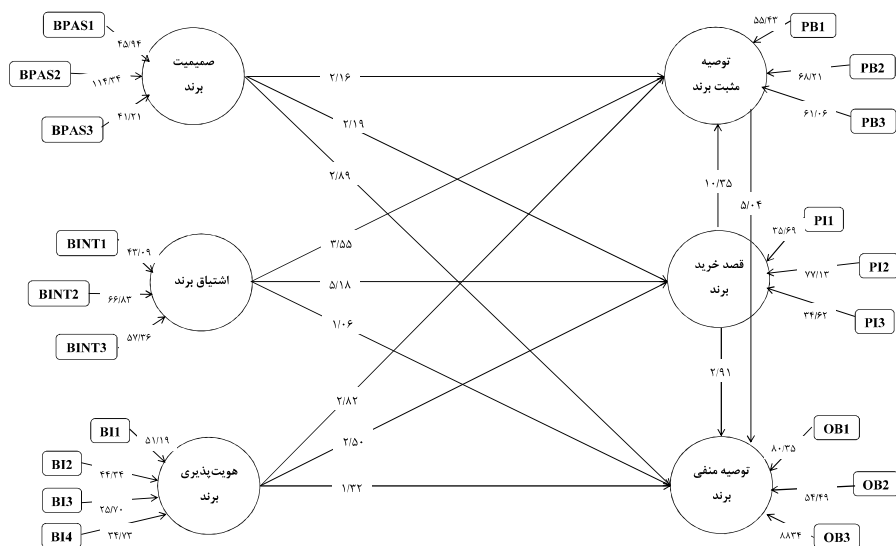 BPAS1
۴۵/۹۴
BPAS2
۱۱۴/۳۴
BPAS3
۴۱/۲۱
صمیمیت
برند
BINT1
۴۳/۰۹
BINT2
۶۶/۸۳
BINT3
۵۷/۳۶
اشتیاق برند
BI1
۵۱/۱۹
BI2
۴۴/۳۴
BI3
۲۵/۷۰
BI4
۳۴/۷۳
هویت‌پذیری
برند
۲/۱۶
۲/۱۹
۲/۸۹
۳/۵۵
۵/۱۸
۱/۰۶
۲/۸۲
۲/۵۰
۱/۳۲
توصیه
مثبت برند
۵۵/۴۳
PB1
۶۸/۲۱
PB2
۶۱/۰۶
PB3
۱۰/۳۵
۵/۰۴
قصد خرید
برند
۳۵/۶۹
PI1
۷۷/۱۳
PI2
۳۴/۶۲
PI3
۲/۹۱
توصیه منفی
برند
۸۰/۳۵
OB1
۵۴/۴۹
OB2
۸۸۳۴
OB3